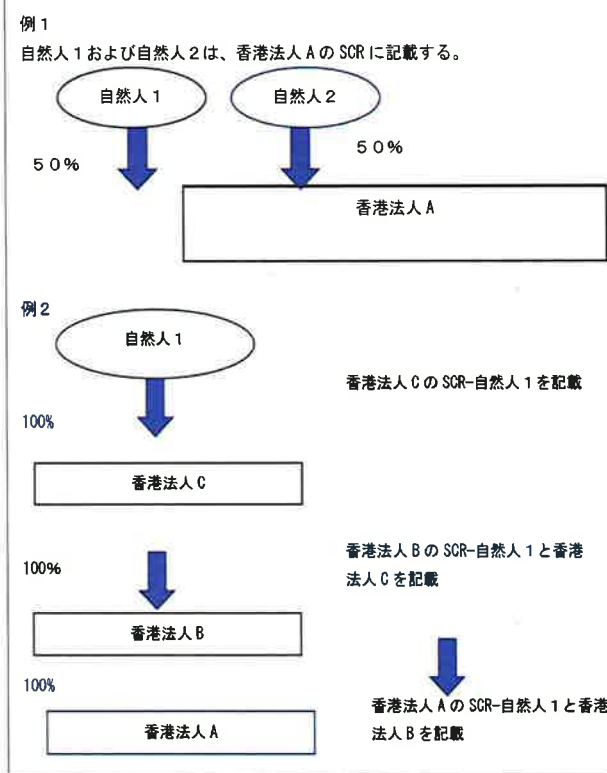 例1
自然人1および自然人2は、香港法人AのSCRに記載する。
自然人1
自然人2
50%
50%
香港法人A
例2
自然人1
香港法人CのSCR-自然人1を記載
100%
香港法人C
香港法人BのSCR-自然人1と香港
法人Cを記載
100%
香港法人B
100%
香港法人AのSCR-自然人1と香港
法人Bを記載
香港法人A